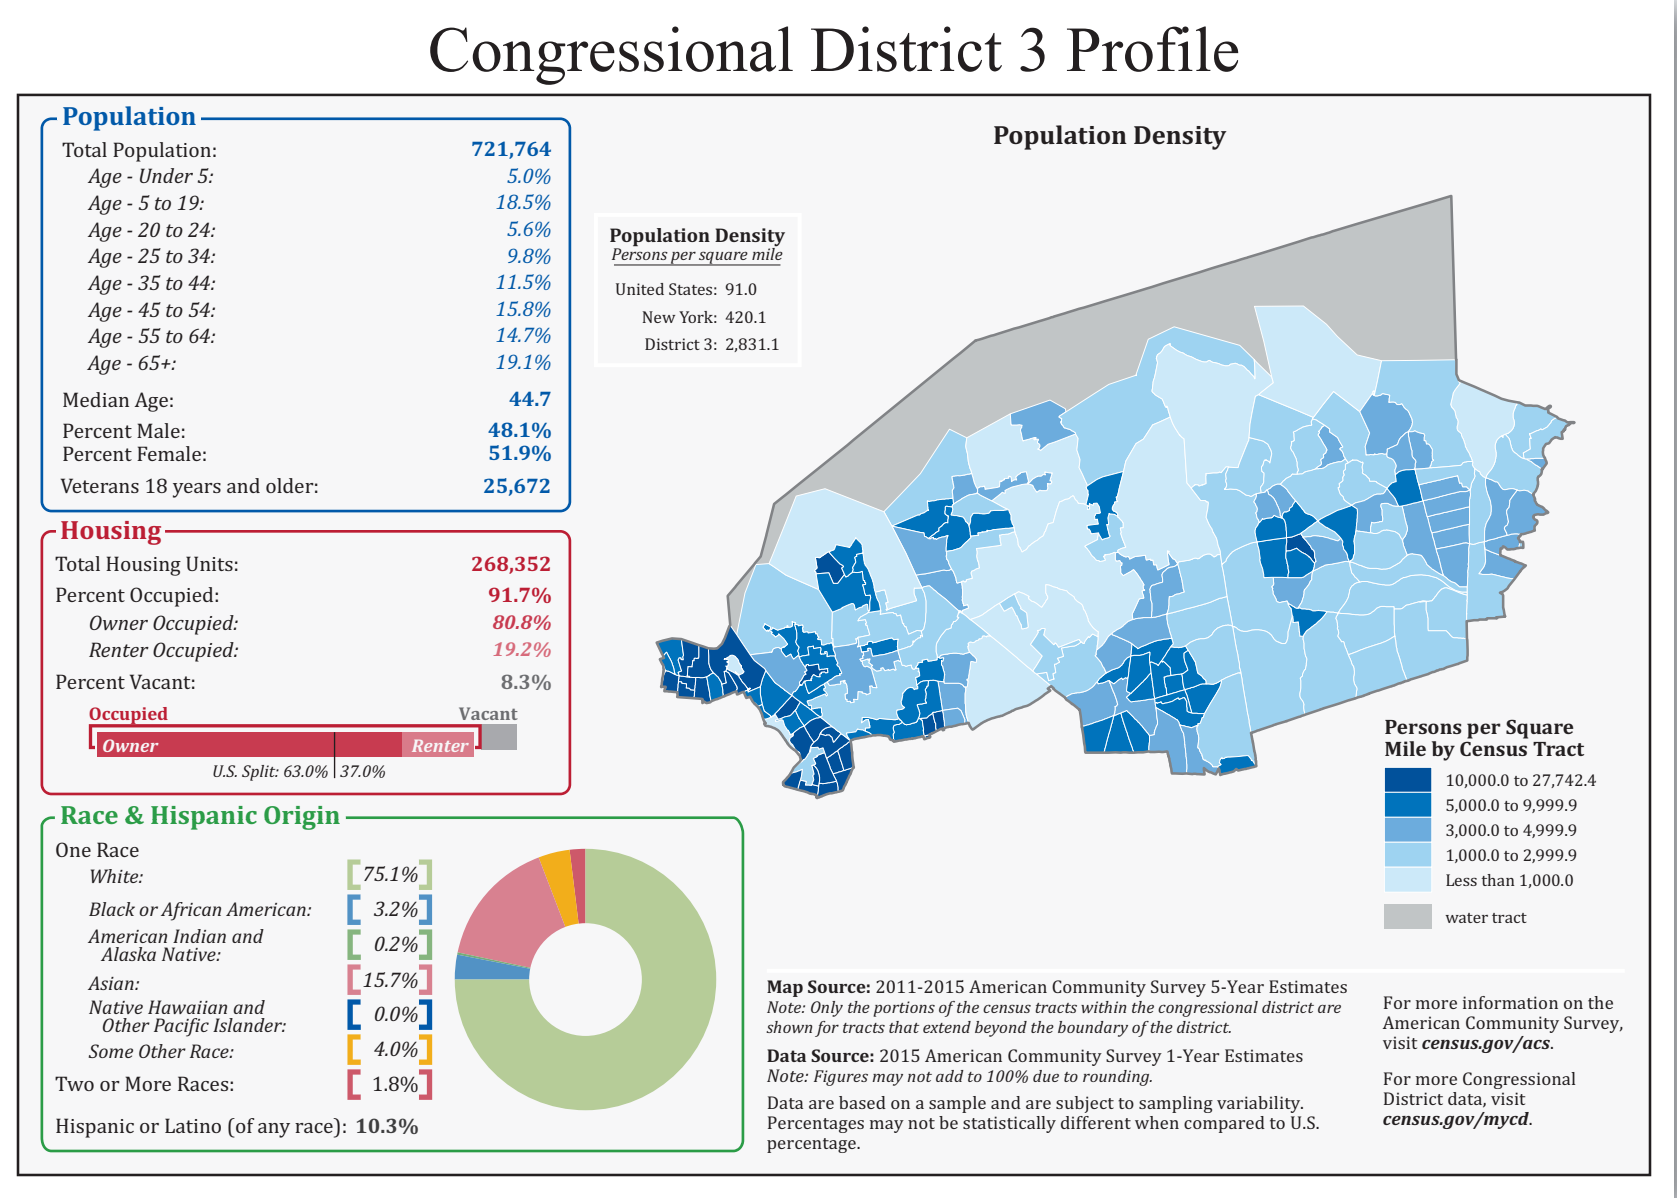 Congressional District 3 Profile
Population
Total Population: 721,764
Age - Under 5: 5.0%
Age - 5 to 19: 18.5%
Age - 20 to 24: 5.6%
Age - 25 to 34: 9.8%
Age - 35 to 44: 11.5%
Age - 45 to 54: 15.8%
Age - 55 to 64: 14.7%
Age - 65+: 19.1%
Median Age: 44.7
Percent Male: 48.1%
Percent Female: 51.9%
Veterans 18 years and older: 25,672
Housing
Total Housing Units: 268,352
Percent Occupied: 91.7%
Owner Occupied: 80.8%
Renter Occupied: 19.2%
Percent Vacant: 8.3%
Occupied Vacant
Owner Renter
U.S. Split: 63.0% 37.0%
Race & Hispanic Origin
One Race
White: 75.1%
Black or African American: 3.2%
American Indian and
Alaska Native: 0.2%
Asian: 15.7%
Native Hawaiian and
Other Pacific Islander: 0.0%
Some Other Race: 4.0%
Two or More Races: 1.8%
Hispanic or Latino (of any race): 10.3%
Population Density
Population Density
Persons per square mile
United States: 91.0
New York: 420.1
District 3: 2,831.1
Persons per Square
Mile by Census Tract
10,000.0 to 27,742.4
5,000.0 to 9,999.9
3,000.0 to 4,999.9
1,000.0 to 2,999.9
Less than 1,000.0
water tract
Map Source: 2011-2015 American Community Survey 5-Year Estimates
Note: Only the portions of the census tracts within the congressional district are
shown for tracts that extend beyond the boundary of the district.
Data Source: 2015 American Community Survey 1-Year Estimates
Note: Figures may not add to 100% due to rounding.
Data are based on a sample and are subject to sampling variability.
Percentages may not be statistically different when compared to U.S.
percentage.
For more information on the
American Community Survey,
visit census.gov/acs.
For more Congressional
District data, visit
census.gov/mycd.